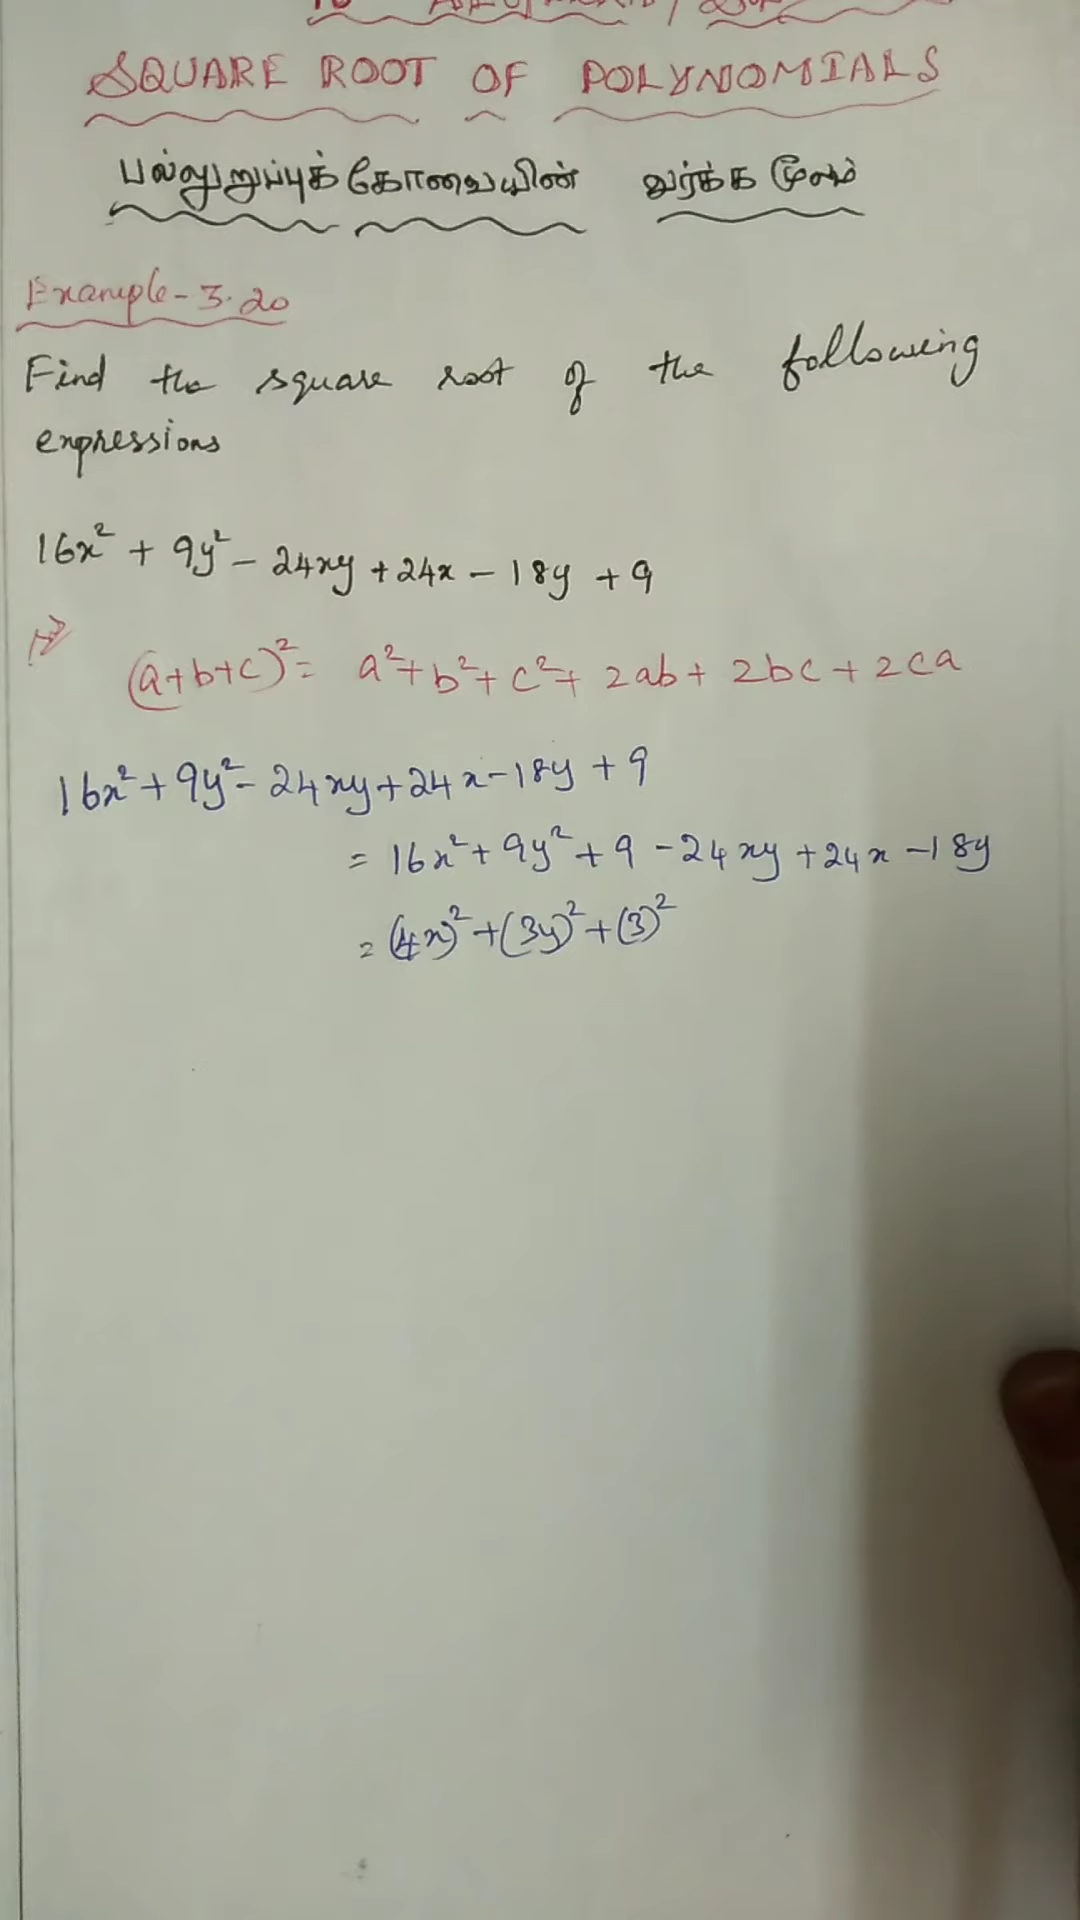 SQUARE ROOT OF POLYNOMIALS
பல்லுறுப்புக்கோவையின் வர்க்க மூலம்
Example-3.20
Find the square root of the following
expressions
16x² + 9y² - 24xy + 24x - 18y + 9
(a+b+c)² = a² + b² + c² + 2ab + 2bc + 2ca
16x² + 9y² - 24xy + 24x - 18y + 9
= 16x² + 9y² + 9 - 24xy + 24x - 18y
= (4x)² + (3y)² + (3)²